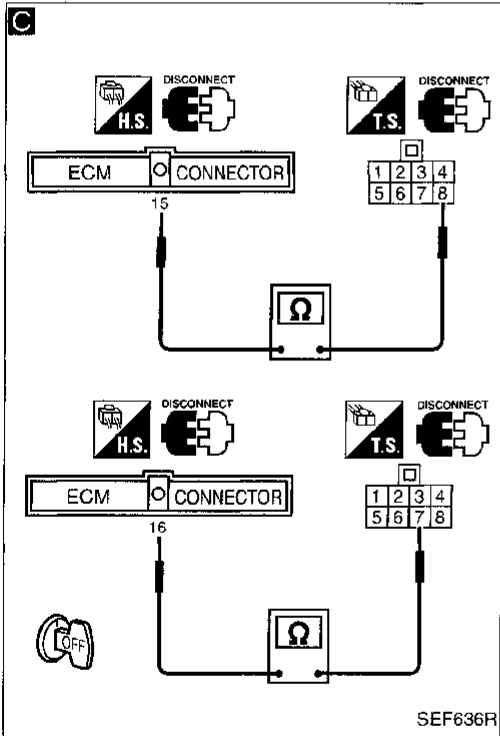 C
DISCONNECT
H.S.
DISCONNECT
T.S.
ECM CONNECTOR
1 2 3 4
5 6 7 8
15
Ω
DISCONNECT
H.S.
DISCONNECT
T.S.
ECM CONNECTOR
1 2 3 4
5 6 7 8
16
OFF
Ω
SEF636R